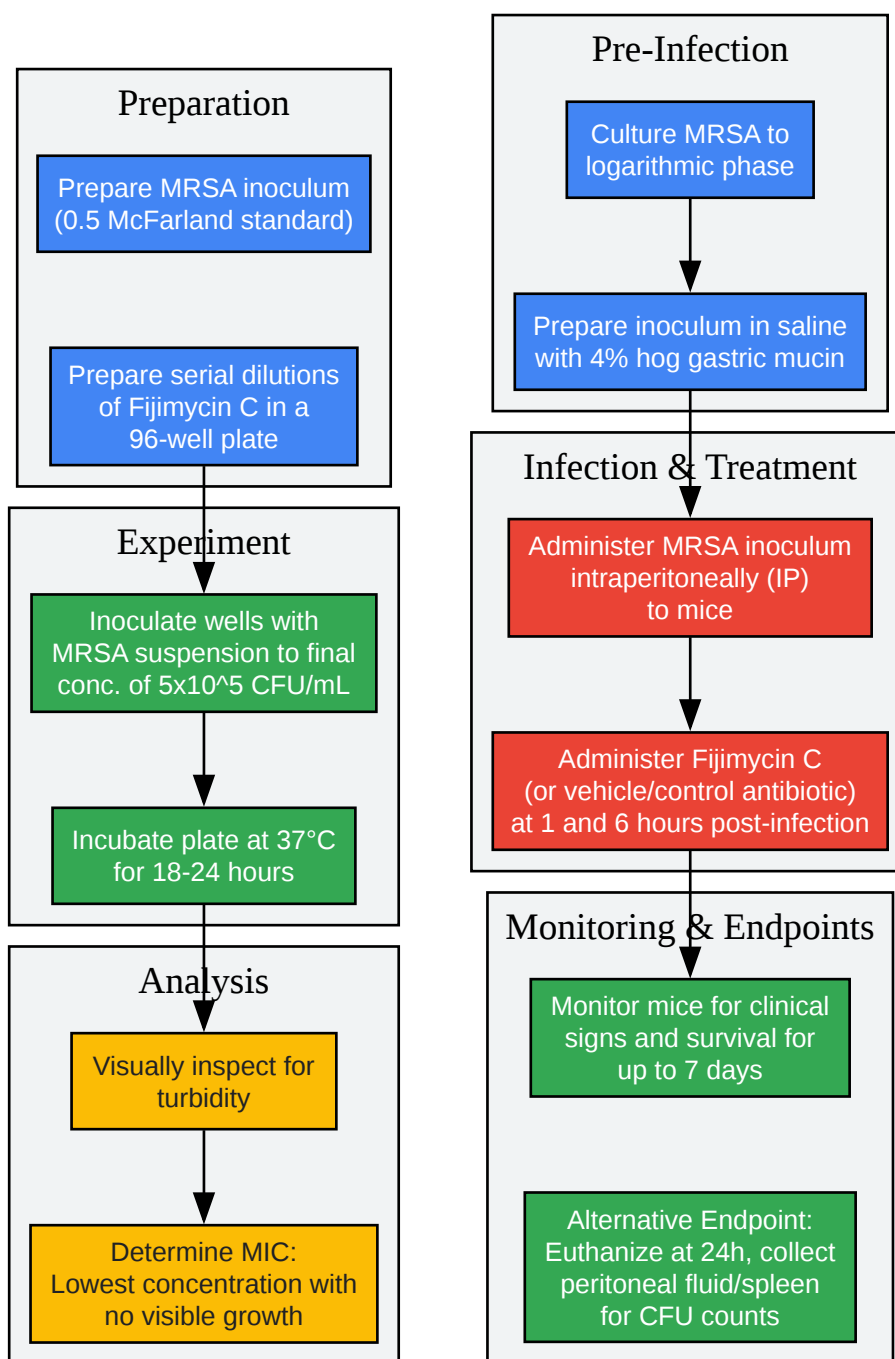 Preparation
Prepare MRSA inoculum
(0.5 McFarland standard)
Prepare serial dilutions
of Fijimycin C in a
96-well plate
Experiment
Inoculate wells with
MRSA suspension to final
conc. of 5x10^5 CFU/mL
Incubate plate at 37°C
for 18-24 hours
Analysis
Visually inspect for
turbidity
Determine MIC:
Lowest concentration with
no visible growth
Pre-Infection
Culture MRSA to
logarithmic phase
Prepare inoculum in saline
with 4% hog gastric mucin
Infection & Treatment
Administer MRSA inoculum
intraperitoneally (IP)
to mice
Administer Fijimycin C
(or vehicle/control antibiotic)
at 1 and 6 hours post-infection
Monitoring & Endpoints
Monitor mice for clinical
signs and survival for
up to 7 days
Alternative Endpoint:
Euthanize at 24h, collect
peritoneal fluid/spleen
for CFU counts